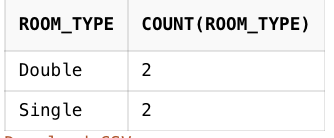 ROOM_TYPE COUNT(ROOM_TYPE)
Double 2
Single 2